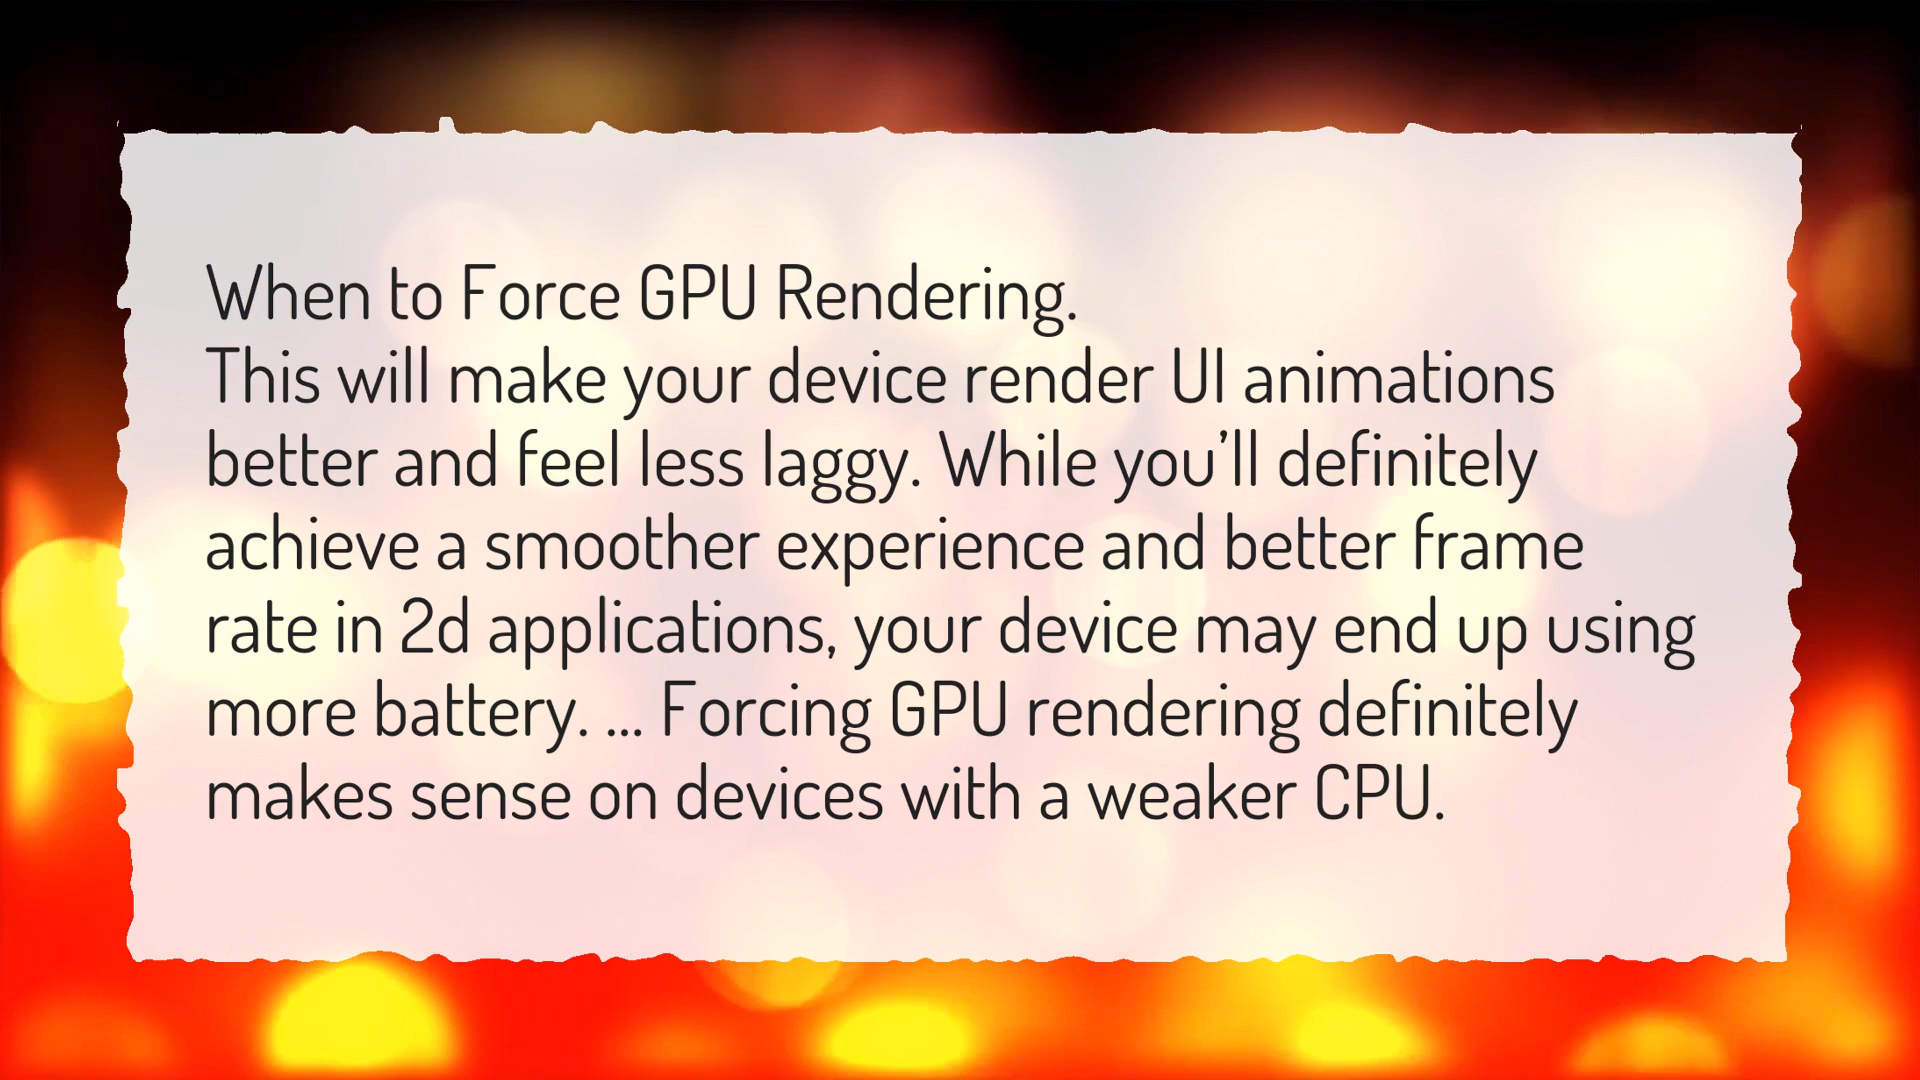 When to Force GPU Rendering.
This will make your device render UI animations
better and feel less laggy. While you’ll definitely
achieve a smoother experience and better frame
rate in 2d applications, your device may end up using
more battery. ... Forcing GPU rendering definitely
makes sense on devices with a weaker CPU.